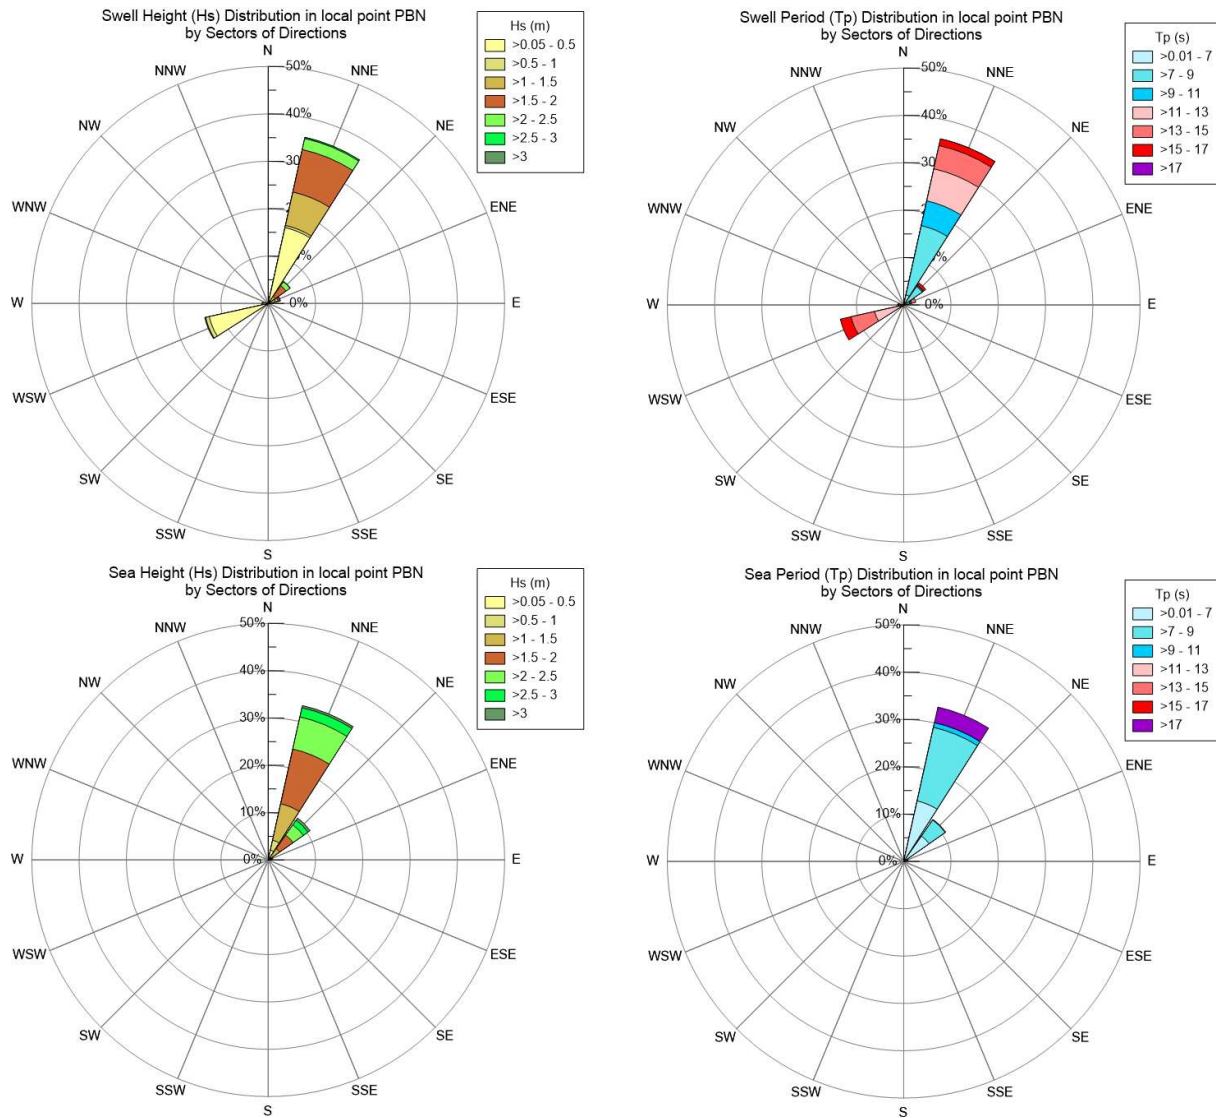 Swell Height (Hs) Distribution in local point PBN
by Sectors of Directions
Hs (m)
>0.05 - 0.5
>0.5 - 1
>1 - 1.5
>1.5 - 2
>2 - 2.5
>2.5 - 3
>3
N
NNW
NNE
NW
NE
WNW
ENE
W
E
WSW
ESE
SW
SE
SSW
SSE
S
50%
40%
0%
Swell Period (Tp) Distribution in local point PBN
by Sectors of Directions
Tp (s)
>0.01 - 7
>7 - 9
>9 - 11
>11 - 13
>13 - 15
>15 - 17
>17
N
NNW
NNE
NW
NE
WNW
ENE
W
E
WSW
ESE
SW
SE
SSW
SSE
S
50%
40%
0%
Sea Height (Hs) Distribution in local point PBN
by Sectors of Directions
Hs (m)
>0.05 - 0.5
>0.5 - 1
>1 - 1.5
>1.5 - 2
>2 - 2.5
>2.5 - 3
>3
N
NNW
NNE
NW
NE
WNW
ENE
W
E
WSW
ESE
SW
SE
SSW
SSE
S
50%
40%
30%
20%
10%
0%
Sea Period (Tp) Distribution in local point PBN
by Sectors of Directions
Tp (s)
>0.01 - 7
>7 - 9
>9 - 11
>11 - 13
>13 - 15
>15 - 17
>17
N
NNW
NNE
NW
NE
WNW
ENE
W
E
WSW
ESE
SW
SE
SSW
SSE
S
50%
40%
30%
20%
10%
0%